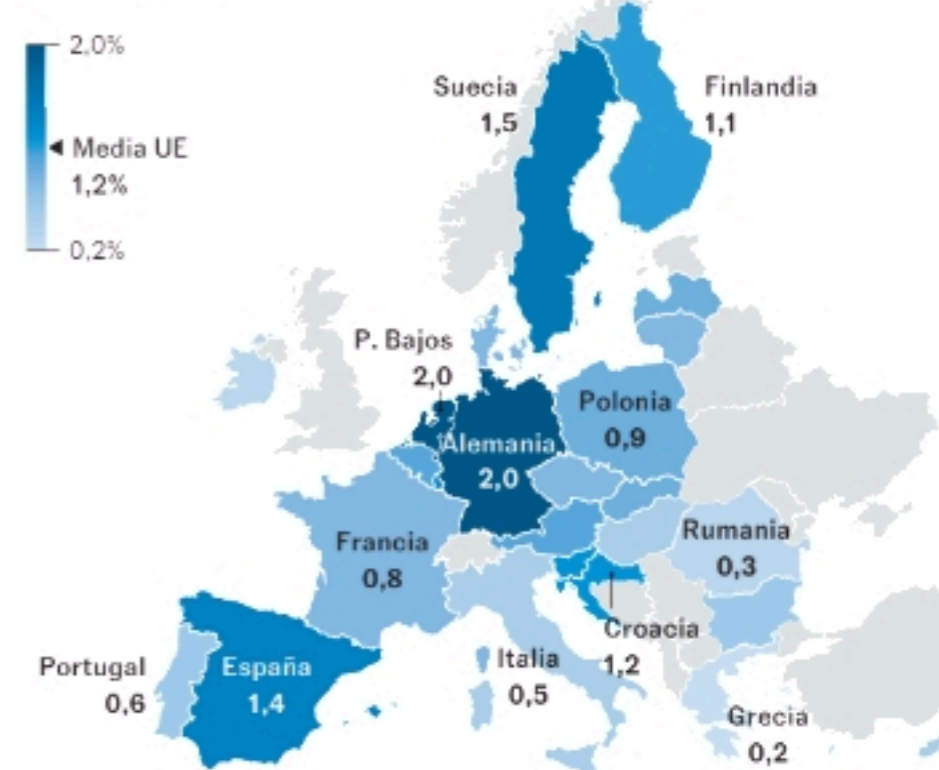 2,0%
Media UE
1,2%
0,2%
Suecia
1,5
Finlandia
1,1
P. Bajos
2,0
Alemania
2,0
Polonia
0,9
Francia
0,8
Rumania
0,3
Croacia
1,2
Portugal
0,6
España
1,4
Italia
0,5
Grecia
0,2